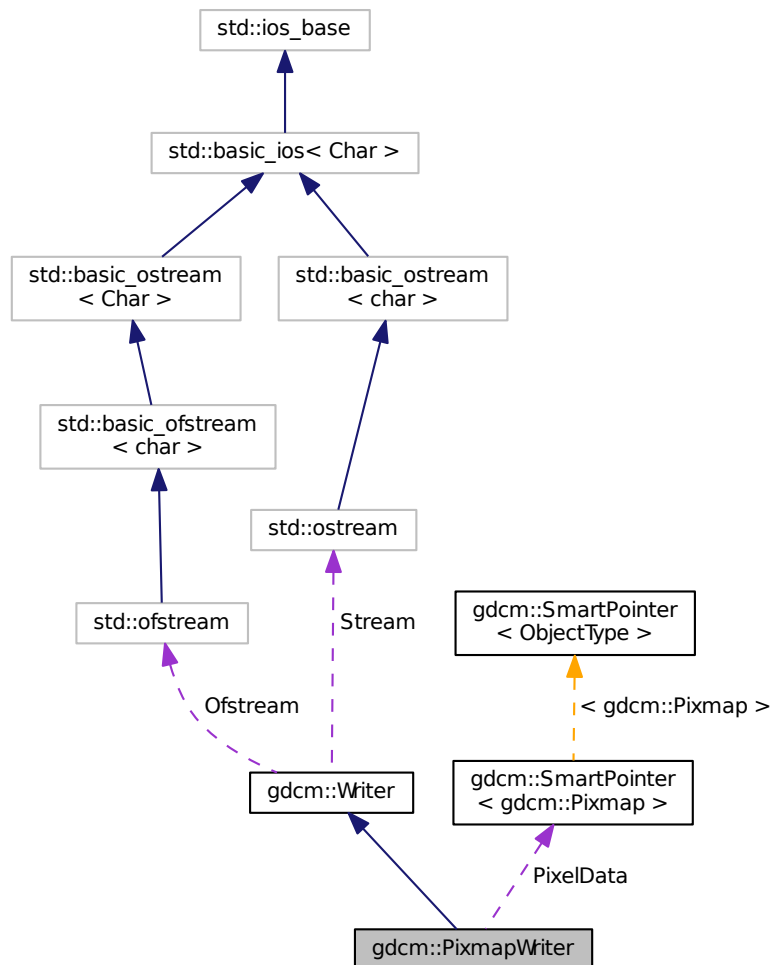 std::ios_base
std::basic_ios< Char >
std::basic_ostream
< Char >
std::basic_ostream
< char >
std::basic_ofstream
< char >
std::ostream
std::ofstream
Stream
gdcm::SmartPointer
< ObjectType >
Ofstream
< gdcm::Pixmap >
gdcm::Writer
gdcm::SmartPointer
< gdcm::Pixmap >
PixelData
gdcm::PixmapWriter